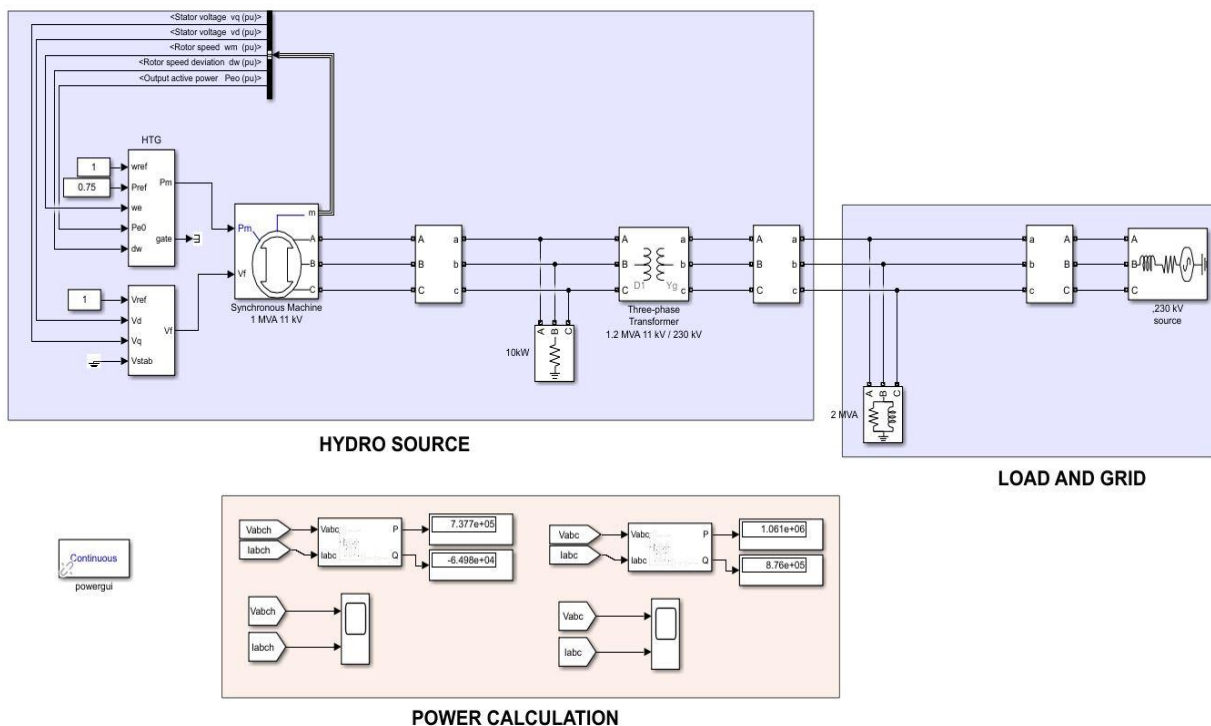 <Stator voltage vq (pu)>
<Stator voltage vd (pu)>
<Rotor speed wm (pu)>
<Rotor speed deviation dw (pu)>
<Output active power Peo (pu)>
HTG
1
wref
0.75
Pref
Pm
we
Pe0
gate
dw
m
Pm
A
B
C
Vf
Synchronous Machine
1 MVA 11 kV
1
Vref
Vd
Vq
Vf
Vstab
A a
B b
C c
A B C
10kW
A a
B b
C c
D1 Yg
Three-phase
Transformer
1.2 MVA 11 kV / 230 kV
A a
B b
C c
a A
b B
c C
A
B
C
,230 kV
source
A B C
2 MVA
HYDRO SOURCE
LOAD AND GRID
Continuous
powergui
Vabch
Iabch
Vabc P
Iabc Q
7.377e+05
-6.498e+04
Vabc
Iabc
Vabc P
Iabc Q
1.061e+06
8.76e+05
Vabch
Iabch
Vabc
Iabc
POWER CALCULATION